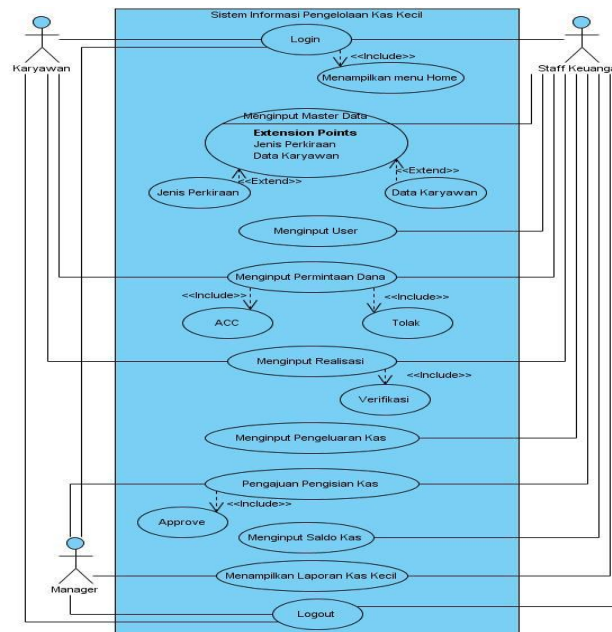 Sistem Informasi Pengelolaan Kas Kecil
Login
Karyawan
Staff Keuanga
<<Include>>
Menampilkan menu Home
Menginput Master Data
Extension Points
Jenis Perkiraan
Data Karyawan
<<Extend>>
<<Extend>>
Jenis Perkiraan
Data Karyawan
Menginput User
Menginput Permintaan Dana
<<Include>>
<<Include>>
ACC
Tolak
Menginput Realisasi
<<Include>>
Verifikasi
Menginput Pengeluaran Kas
Pengajuan Pengisian Kas
<<Include>>
Approve
Menginput Saldo Kas
Menampilkan Laporan Kas Kecil
Manager
Logout